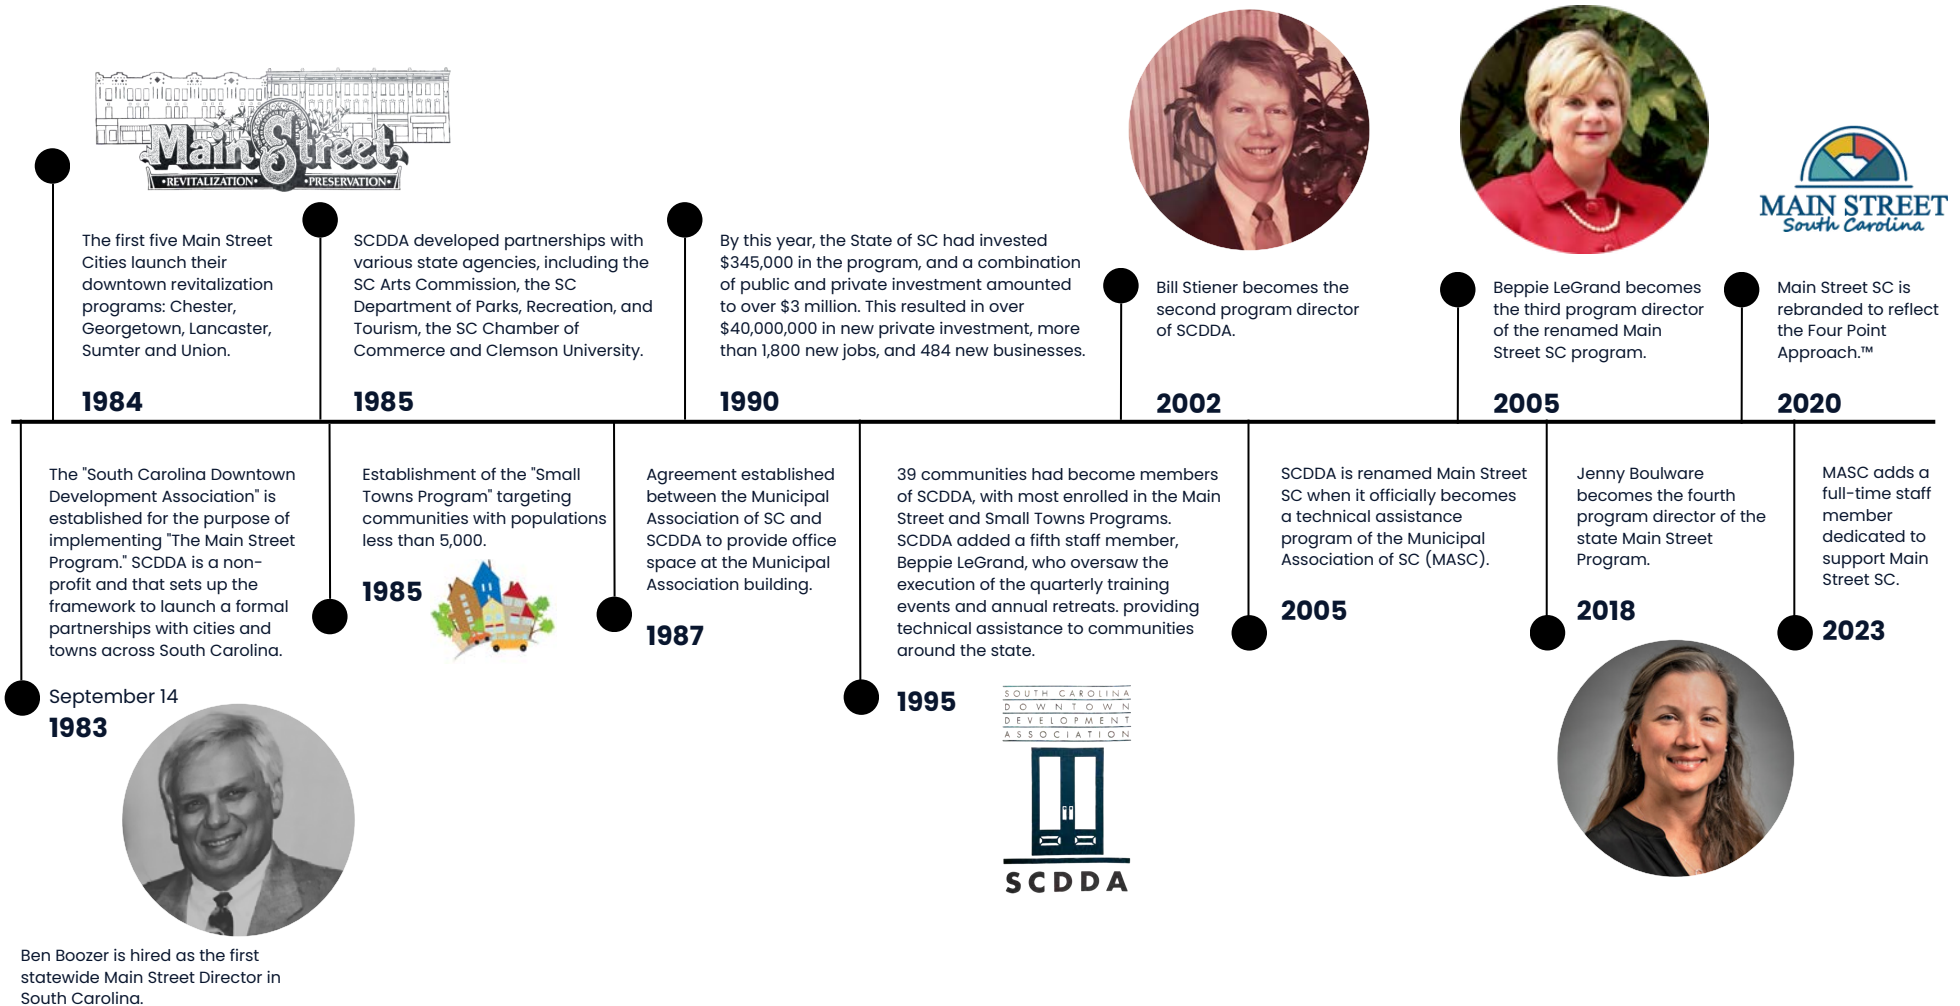 Main Street
•REVITALIZATION• •PRESERVATION•
The first five Main Street
Cities launch their
downtown revitalization
programs: Chester,
Georgetown, Lancaster,
Sumter and Union.
1984
SCDDA developed partnerships with
various state agencies, including the
SC Arts Commission, the SC
Department of Parks, Recreation, and
Tourism, the SC Chamber of
Commerce and Clemson University.
1985
By this year, the State of SC had invested
$345,000 in the program, and a combination
of public and private investment amounted
to over $3 million. This resulted in over
$40,000,000 in new private investment, more
than 1,800 new jobs, and 484 new businesses.
1990
Bill Stiener becomes the
second program director
of SCDDA.
2002
Beppie LeGrand becomes
the third program director
of the renamed Main
Street SC program.
2005
MAIN STREET
South Carolina
Main Street SC is
rebranded to reflect
the Four Point
Approach.™
2020
The "South Carolina Downtown
Development Association" is
established for the purpose of
implementing "The Main Street
Program." SCDDA is a non-
profit and that sets up the
framework to launch a formal
partnerships with cities and
towns across South Carolina.
September 14
1983
Ben Boozer is hired as the first
statewide Main Street Director in
South Carolina.
Establishment of the "Small
Towns Program" targeting
communities with populations
less than 5,000.
1985
Agreement established
between the Municipal
Association of SC and
SCDDA to provide office
space at the Municipal
Association building.
1987
39 communities had become members
of SCDDA, with most enrolled in the Main
Street and Small Towns Programs.
SCDDA added a fifth staff member,
Beppie LeGrand, who oversaw the
execution of the quarterly training
events and annual retreats. providing
technical assistance to communities
around the state.
1995
SOUTH CAROLINA
DOWNTOWN
DEVELOPMENT
ASSOCIATION
SCDDA
SCDDA is renamed Main Street
SC when it officially becomes
a technical assistance
program of the Municipal
Association of SC (MASC).
2005
Jenny Boulware
becomes the fourth
program director of the
state Main Street
Program.
2018
MASC adds a
full-time staff
member
dedicated to
support Main
Street SC.
2023